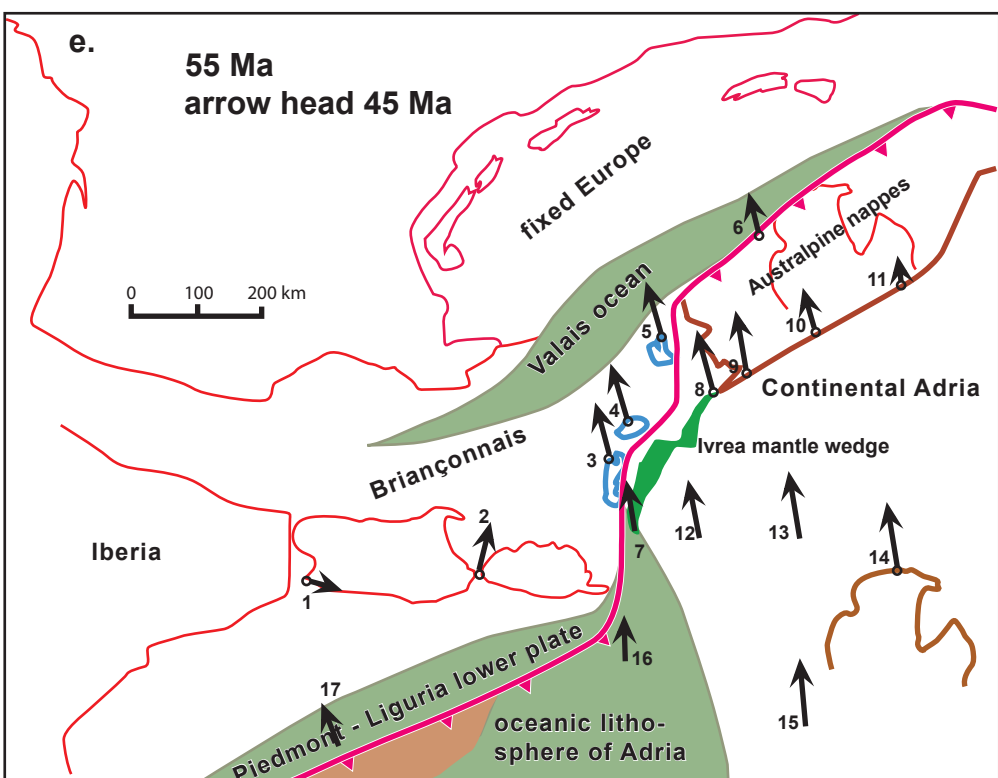 e.
55 Ma
arrow head 45 Ma
fixed Europe
0 100 200 km
Valais ocean
Australpine nappes
6
11
10
5
9
8
Continental Adria
4
Briançonnais
3
Ivrea mantle wedge
2
Iberia
7
12
13
14
1
16
15
17
Piedmont - Liguria lower plate
oceanic litho-
sphere of Adria